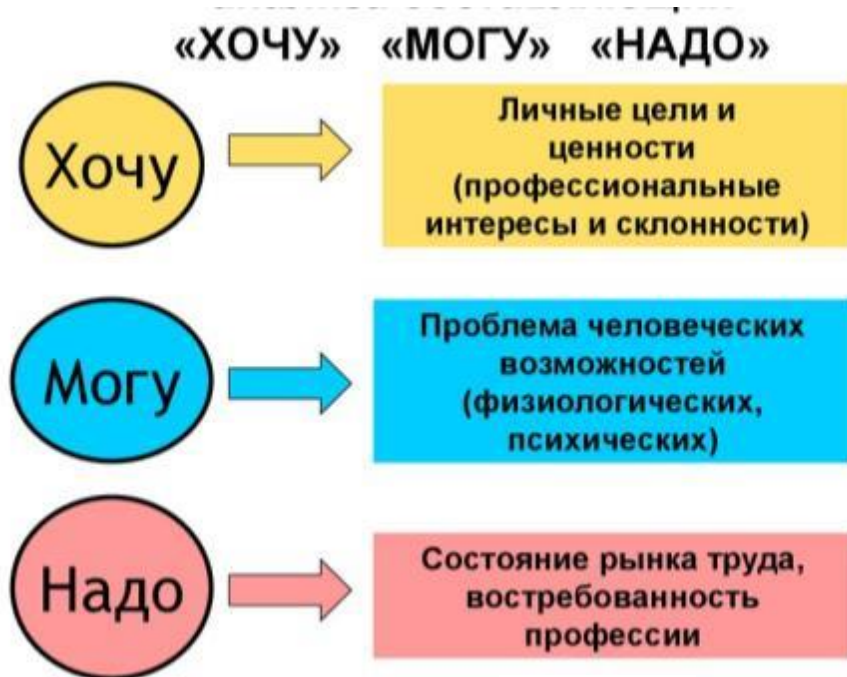 «ХОЧУ» «МОГУ» «НАДО»
Хочу
Личные цели и
ценности
(профессиональные
интересы и склонности)
Могу
Проблема человеческих
возможностей
(физиологических,
психических)
Надо
Состояние рынка труда,
востребованность
профессии